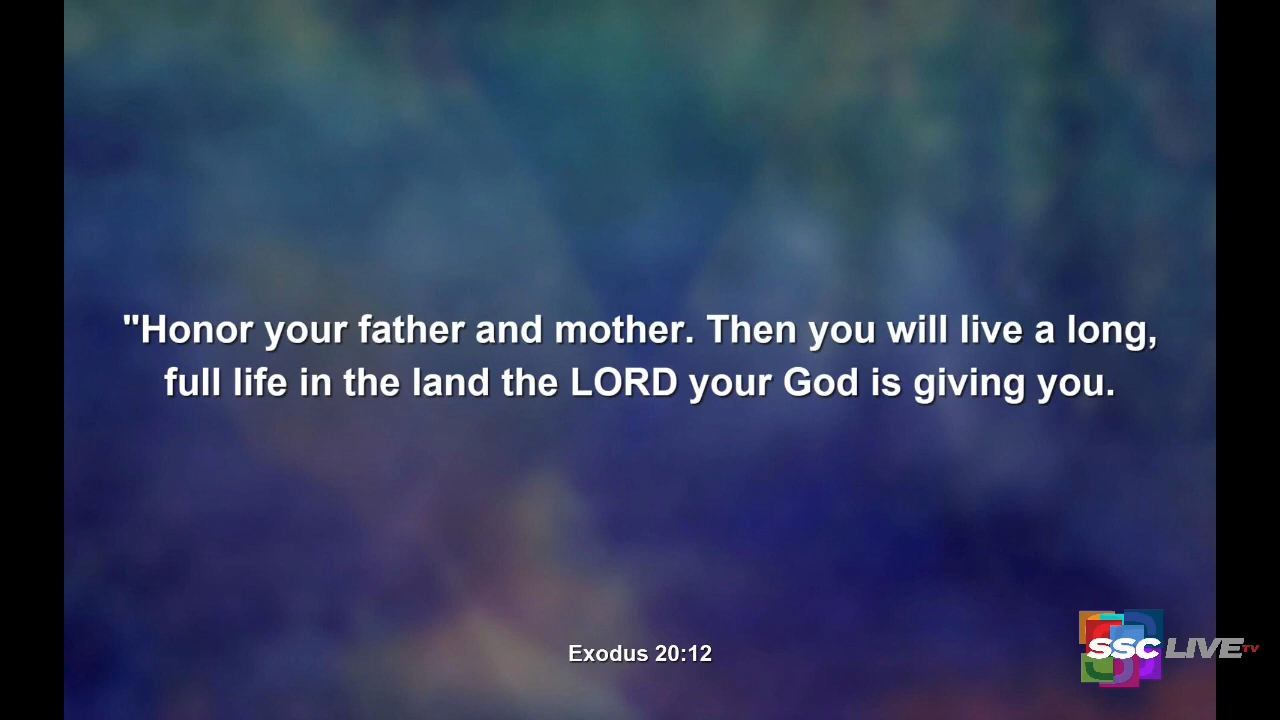 "Honor your father and mother. Then you will live a long,
full life in the land the LORD your God is giving you.
Exodus 20:12
SSC LIVE TV